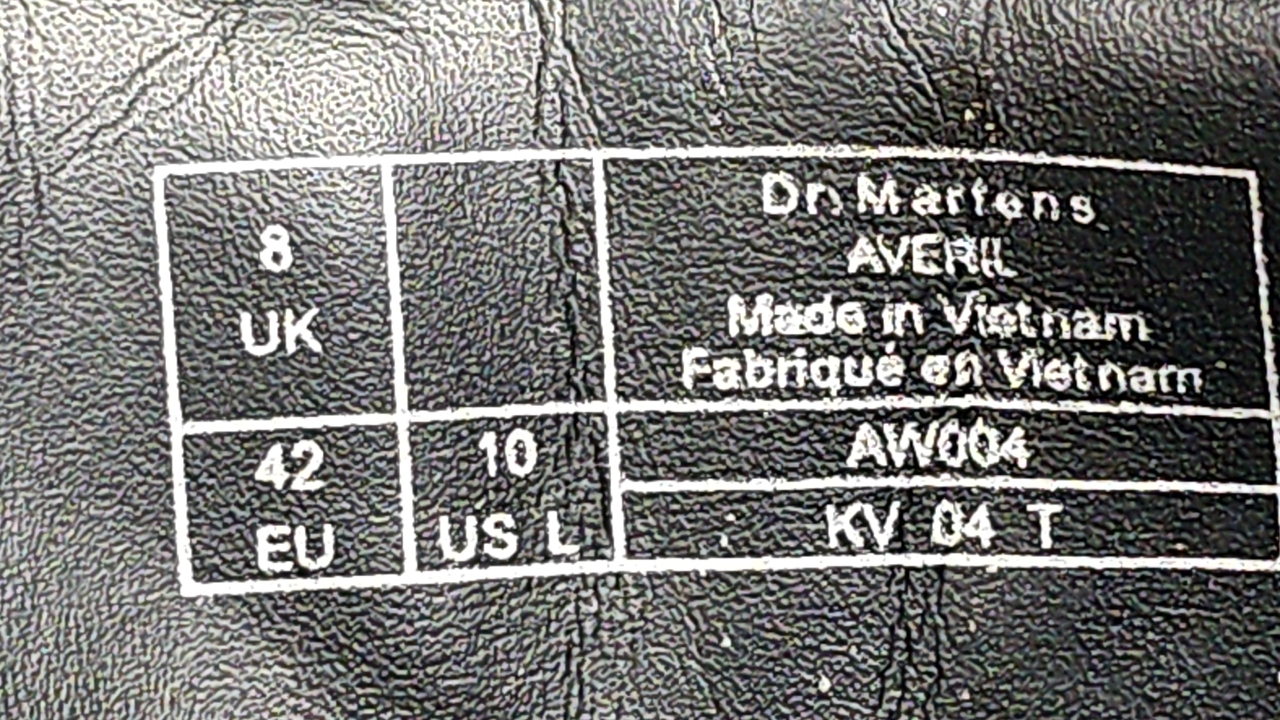 8
UK
Dr. Martens
AVERIL
Made in Vietnam
Fabriqué en Vietnam
42
EU
10
US L
AW004
KV 04 T